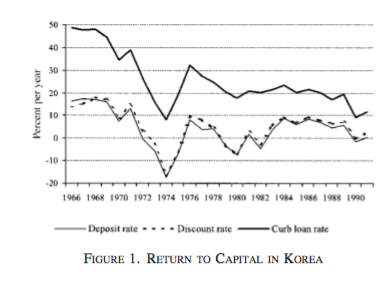 50
40
30
20
10
0
-10
-20
Percent per year
1966 1968 1970 1972 1974 1976 1978 1980 1982 1984 1986 1988 1990
Deposit rate Discount rate Curb loan rate
FIGURE 1. RETURN TO CAPITAL IN KOREA